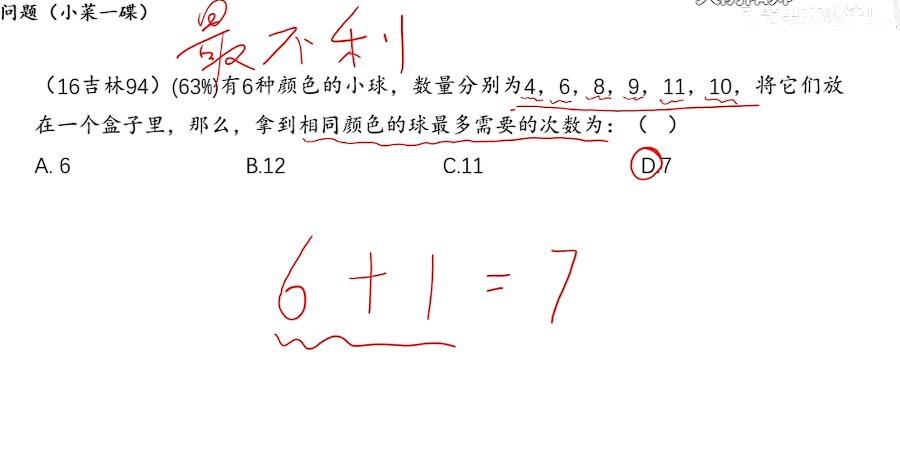 问题（小菜一碟）
最不利
（16吉林94）(63%)有6种颜色的小球，数量分别为4，6，8，9，11，10，将它们放
在一个盒子里，那么，拿到相同颜色的球最多需要的次数为：（ ）
A. 6 B.12 C.11 D.7
6 + 1 = 7